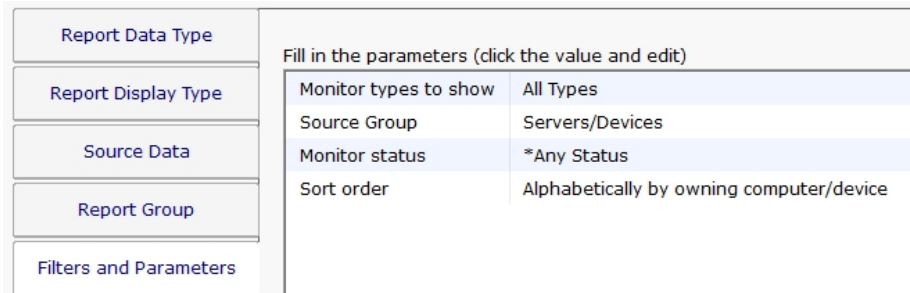 Report Data Type
Report Display Type
Source Data
Report Group
Filters and Parameters
Fill in the parameters (click the value and edit)
Monitor types to show All Types
Source Group Servers/Devices
Monitor status *Any Status
Sort order Alphabetically by owning computer/device